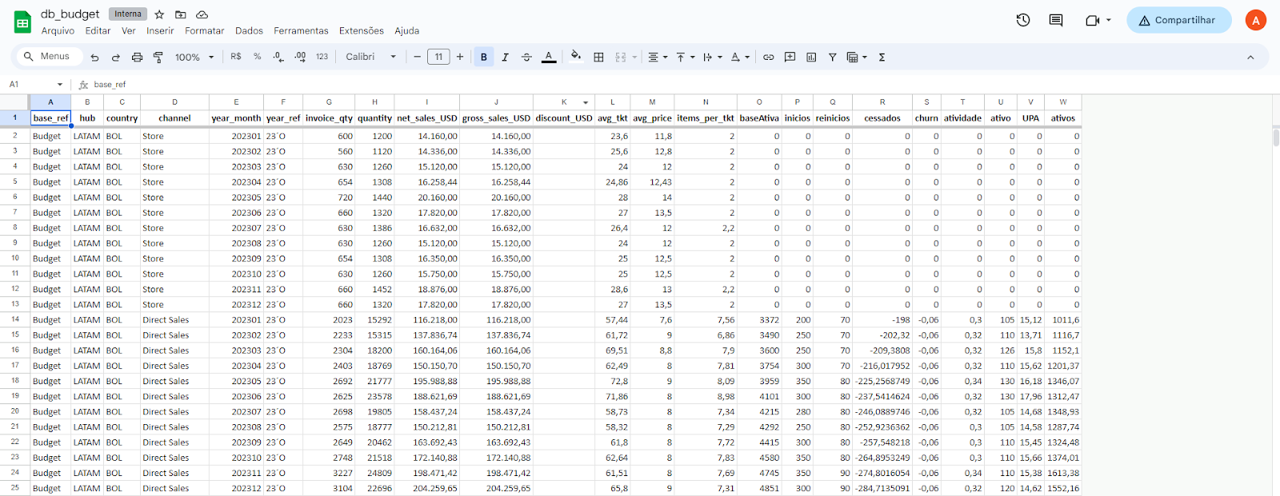 db_budget Interna
Arquivo Editar Ver Inserir Formatar Dados Ferramentas Extensões Ajuda
Compartilhar
A
Menus 100% R$ % .0 .00 123 Calibri 11 B I A
A1 fx base_ref
A B C D E F G H I J K L M N O P Q R S T U V W
1 base_ref hub country channel year_month year_ref invoice_qty quantity net_sales_USD gross_sales_USD discount_USD avg_tkt avg_price items_per_tkt baseAtiva inicios reinicios cessados churn atividade ativo UPA ativos
2 Budget LATAM BOL Store 202301 23´O 600 1200 14.160,00 14.160,00 23,6 11,8 2 0 0 0 0 0 0 0 0 0
3 Budget LATAM BOL Store 202302 23´O 560 1120 14.336,00 14.336,00 25,6 12,8 2 0 0 0 0 0 0 0 0 0
4 Budget LATAM BOL Store 202303 23´O 630 1260 15.120,00 15.120,00 24 12 2 0 0 0 0 0 0 0 0 0
5 Budget LATAM BOL Store 202304 23´O 654 1308 16.258,44 16.258,44 24,86 12,43 2 0 0 0 0 0 0 0 0 0
6 Budget LATAM BOL Store 202305 23´O 720 1440 20.160,00 20.160,00 28 14 2 0 0 0 0 0 0 0 0 0
7 Budget LATAM BOL Store 202306 23´O 660 1320 17.820,00 17.820,00 27 13,5 2 0 0 0 0 0 0 0 0 0
8 Budget LATAM BOL Store 202307 23´O 630 1386 16.632,00 16.632,00 26,4 12 2,2 0 0 0 0 0 0 0 0 0
9 Budget LATAM BOL Store 202308 23´O 630 1260 15.120,00 15.120,00 24 12 2 0 0 0 0 0 0 0 0 0
10 Budget LATAM BOL Store 202309 23´O 654 1308 16.350,00 16.350,00 25 12,5 2 0 0 0 0 0 0 0 0 0
11 Budget LATAM BOL Store 202310 23´O 630 1260 15.750,00 15.750,00 25 12,5 2 0 0 0 0 0 0 0 0 0
12 Budget LATAM BOL Store 202311 23´O 660 1452 18.876,00 18.876,00 28,6 13 2,2 0 0 0 0 0 0 0 0 0
13 Budget LATAM BOL Store 202312 23´O 660 1320 17.820,00 17.820,00 27 13,5 2 0 0 0 0 0 0 0 0 0
14 Budget LATAM BOL Direct Sales 202301 23´O 2023 15292 116.218,00 116.218,00 57,44 7,6 7,56 3372 200 70 -198 -0,06 0,3 105 15,12 1011,6
15 Budget LATAM BOL Direct Sales 202302 23´O 2233 15315 137.836,74 137.836,74 61,72 9 6,86 3490 250 70 -202,32 -0,06 0,32 110 13,71 1116,7
16 Budget LATAM BOL Direct Sales 202303 23´O 2304 18200 160.164,06 160.164,06 69,51 8,8 7,9 3600 250 70 -209,3808 -0,06 0,32 126 15,8 1152,1
17 Budget LATAM BOL Direct Sales 202304 23´O 2403 18769 150.150,70 150.150,70 62,49 8 7,81 3754 300 70 -216,017952 -0,06 0,32 110 15,62 1201,37
18 Budget LATAM BOL Direct Sales 202305 23´O 2692 21777 195.988,88 195.988,88 72,8 9 8,09 3959 350 80 -225,2568749 -0,06 0,34 130 16,18 1346,07
19 Budget LATAM BOL Direct Sales 202306 23´O 2625 23578 188.621,69 188.621,69 71,86 8 8,98 4101 300 80 -237,5414624 -0,06 0,32 130 17,96 1312,47
20 Budget LATAM BOL Direct Sales 202307 23´O 2698 19805 158.437,24 158.437,24 58,73 8 7,34 4215 280 80 -246,0889746 -0,06 0,32 105 14,68 1348,93
21 Budget LATAM BOL Direct Sales 202308 23´O 2575 18777 150.212,81 150.212,81 58,32 8 7,29 4292 250 80 -252,9236362 -0,06 0,3 105 14,58 1287,74
22 Budget LATAM BOL Direct Sales 202309 23´O 2649 20462 163.692,43 163.692,43 61,8 8 7,72 4415 300 80 -257,548218 -0,06 0,3 110 15,45 1324,48
23 Budget LATAM BOL Direct Sales 202310 23´O 2748 21518 172.140,88 172.140,88 62,64 8 7,83 4580 350 80 -264,8953249 -0,06 0,3 110 15,66 1374,01
24 Budget LATAM BOL Direct Sales 202311 23´O 3227 24809 198.471,42 198.471,42 61,51 8 7,69 4745 350 90 -274,8016054 -0,06 0,34 110 15,38 1613,38
25 Budget LATAM BOL Direct Sales 202312 23´O 3104 22696 204.259,65 204.259,65 65,8 9 7,31 4851 300 90 -284,7135091 -0,06 0,32 120 14,62 1552,16